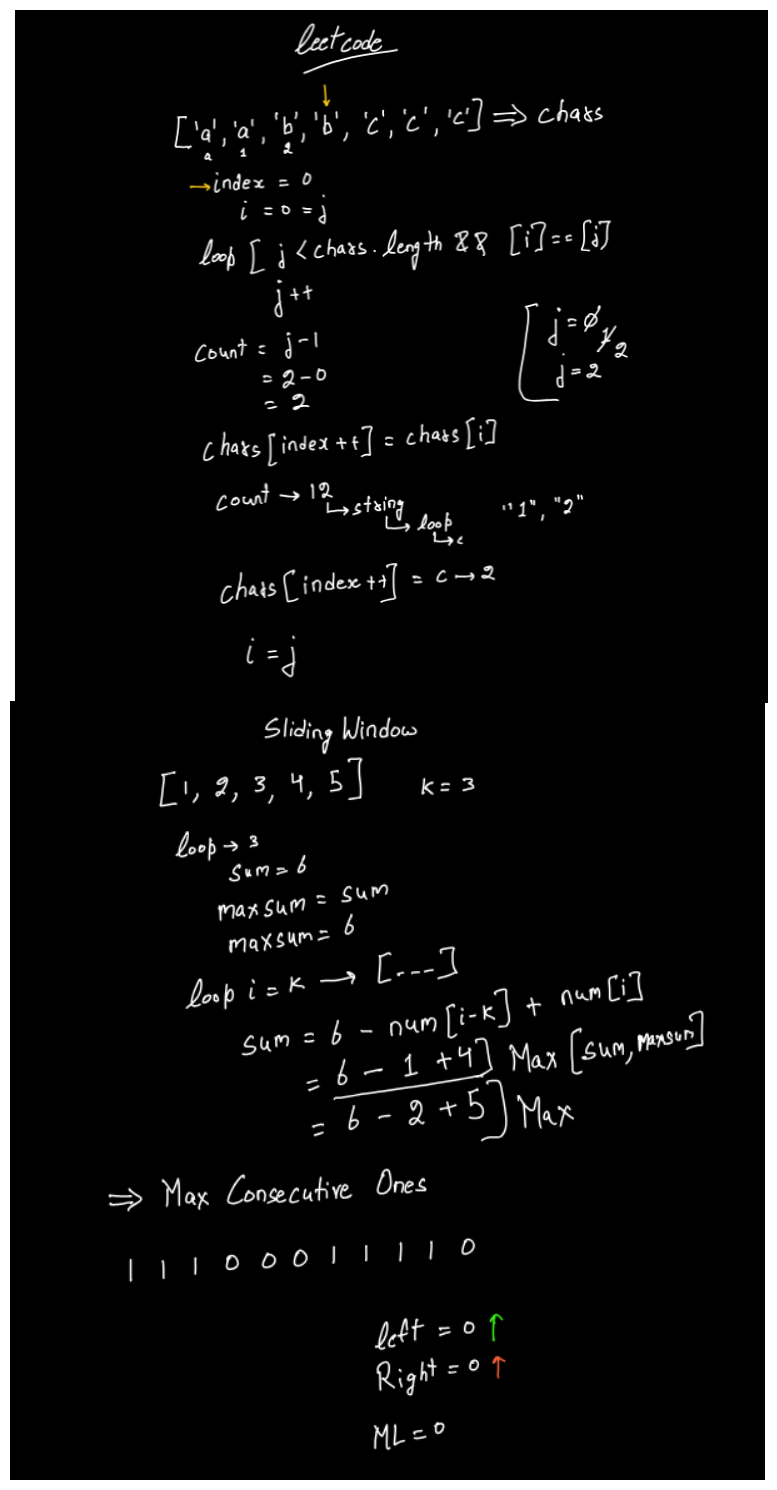 leetcode
['a', 'a', 'b', 'b', 'c', 'c', 'c'] ⇒ chars
a 1 2
→ index = 0
i = 0 = j
loop [ j < chars.length && [i] == [j]
j++
count = j-1
= 2-0
= 2
j = 0 1 2
j = 2
chars[index++] = chars[i]
count → 12
↳ string
↳ loop
↳ c
"1", "2"
chars[index++] = c → 2
i = j
Sliding Window
[1, 2, 3, 4, 5] K = 3
loop → 3
sum = 6
maxsum = sum
maxsum = 6
loop i = K → [----]
sum = 6 - num[i-K] + num[i]
= 6 - 1 + 4] Max [sum, maxsum]
= 6 - 2 + 5] Max
⇒ Max Consecutive Ones
1 1 1 0 0 0 1 1 1 1 0
left = 0 ↑
Right = 0 ↑
ML = 0